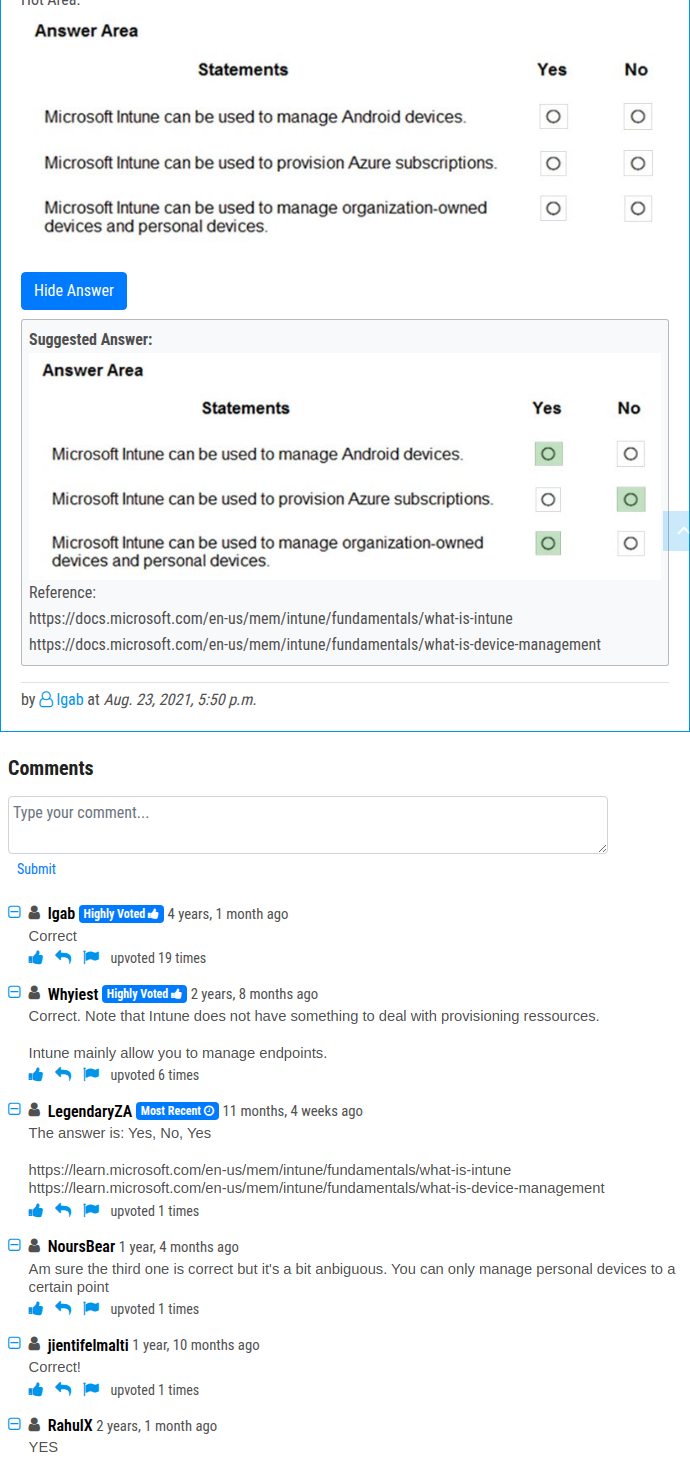 Hot Area:
Answer Area
Statements Yes No
Microsoft Intune can be used to manage Android devices.
Microsoft Intune can be used to provision Azure subscriptions.
Microsoft Intune can be used to manage organization-owned
devices and personal devices.
Hide Answer
Suggested Answer:
Answer Area
Statements Yes No
Microsoft Intune can be used to manage Android devices.
Microsoft Intune can be used to provision Azure subscriptions.
Microsoft Intune can be used to manage organization-owned
devices and personal devices.
Reference:
https://docs.microsoft.com/en-us/mem/intune/fundamentals/what-is-intune
https://docs.microsoft.com/en-us/mem/intune/fundamentals/what-is-device-management
by Igab at Aug. 23, 2021, 5:50 p.m.
Comments
Type your comment...
Submit
Igab Highly Voted 4 years, 1 month ago
Correct
upvoted 19 times
Whyiest Highly Voted 2 years, 8 months ago
Correct. Note that Intune does not have something to deal with provisioning ressources.
Intune mainly allow you to manage endpoints.
upvoted 6 times
LegendaryZA Most Recent 11 months, 4 weeks ago
The answer is: Yes, No, Yes
https://learn.microsoft.com/en-us/mem/intune/fundamentals/what-is-intune
https://learn.microsoft.com/en-us/mem/intune/fundamentals/what-is-device-management
upvoted 1 times
NoursBear 1 year, 4 months ago
Am sure the third one is correct but it's a bit anbiguous. You can only manage personal devices to a
certain point
upvoted 1 times
jientifelmalti 1 year, 10 months ago
Correct!
upvoted 1 times
RahulX 2 years, 1 month ago
YES